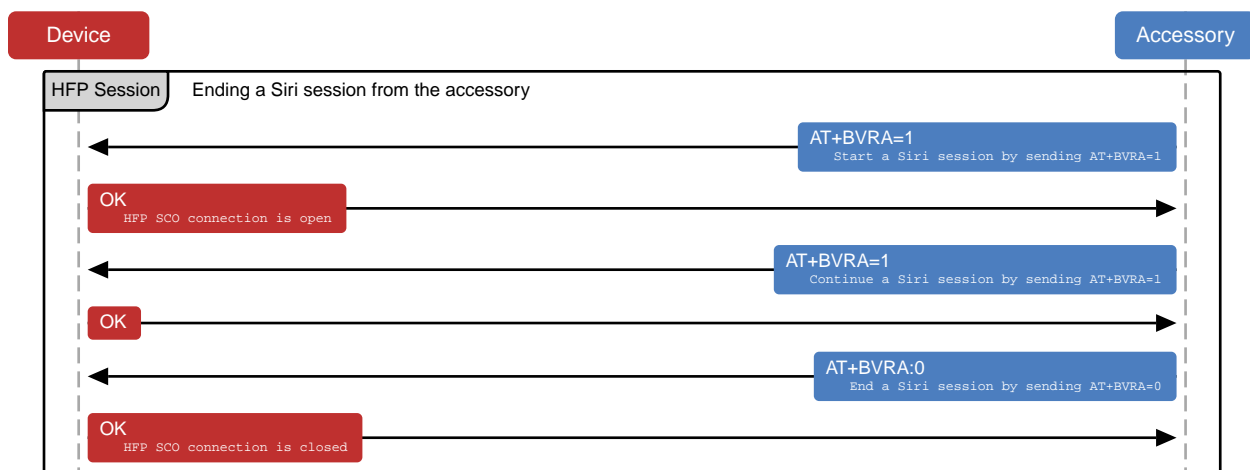 Device
Accessory
HFP Session
Ending a Siri session from the accessory
AT+BVRA=1
Start a Siri session by sending AT+BVRA=1
OK
HFP SCO connection is open
AT+BVRA=1
Continue a Siri session by sending AT+BVRA=1
OK
AT+BVRA:0
End a Siri session by sending AT+BVRA=0
OK
HFP SCO connection is closed